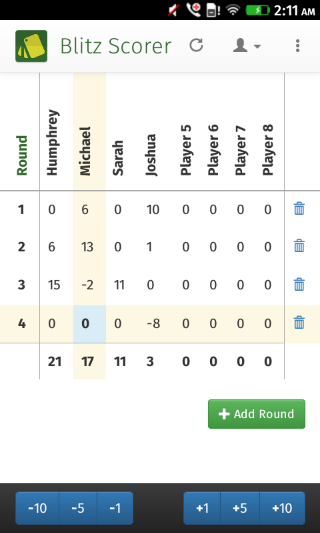 2:11 AM
Blitz Scorer
Round Humphrey Michael Sarah Joshua Player 5 Player 6 Player 7 Player 8
1 0 6 0 10 0 0 0 0
2 6 13 0 1 0 0 0 0
3 15 -2 11 0 0 0 0 0
4 0 0 0 -8 0 0 0 0
21 17 11 3 0 0 0 0
Add Round
-10 -5 -1 +1 +5 +10